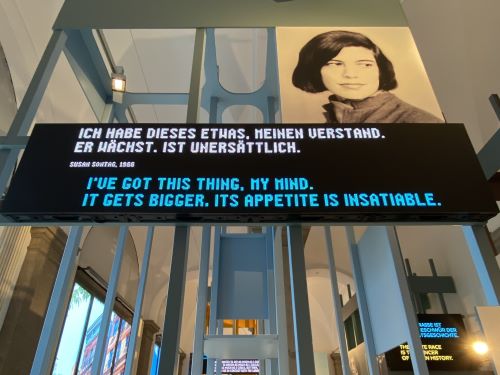 ICH HABE DIESES ETWAS, MEINEN VERSTAND.
ER WÄCHST. IST UNERSÄTTLICH.
SUSAN SONTAG, 1966
I'VE GOT THIS THING, MY MIND.
IT GETS BIGGER. ITS APPETITE IS INSATIABLE.